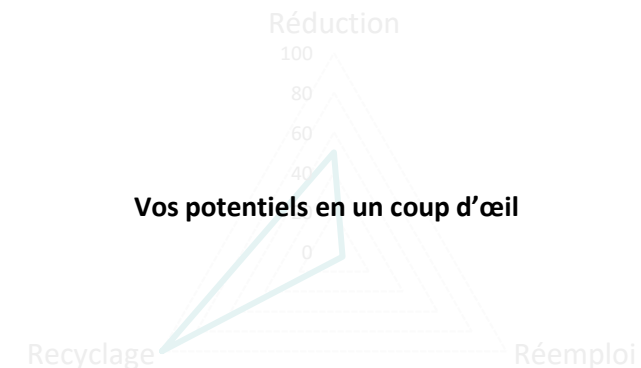 Réduction
100
80
60
40
Vos potentiels en un coup d’œil
0
Recyclage
Réemploi